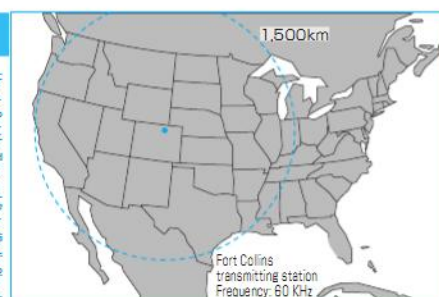 1,500km
Fort Collins
transmitting station
Frequency: 60 KHz